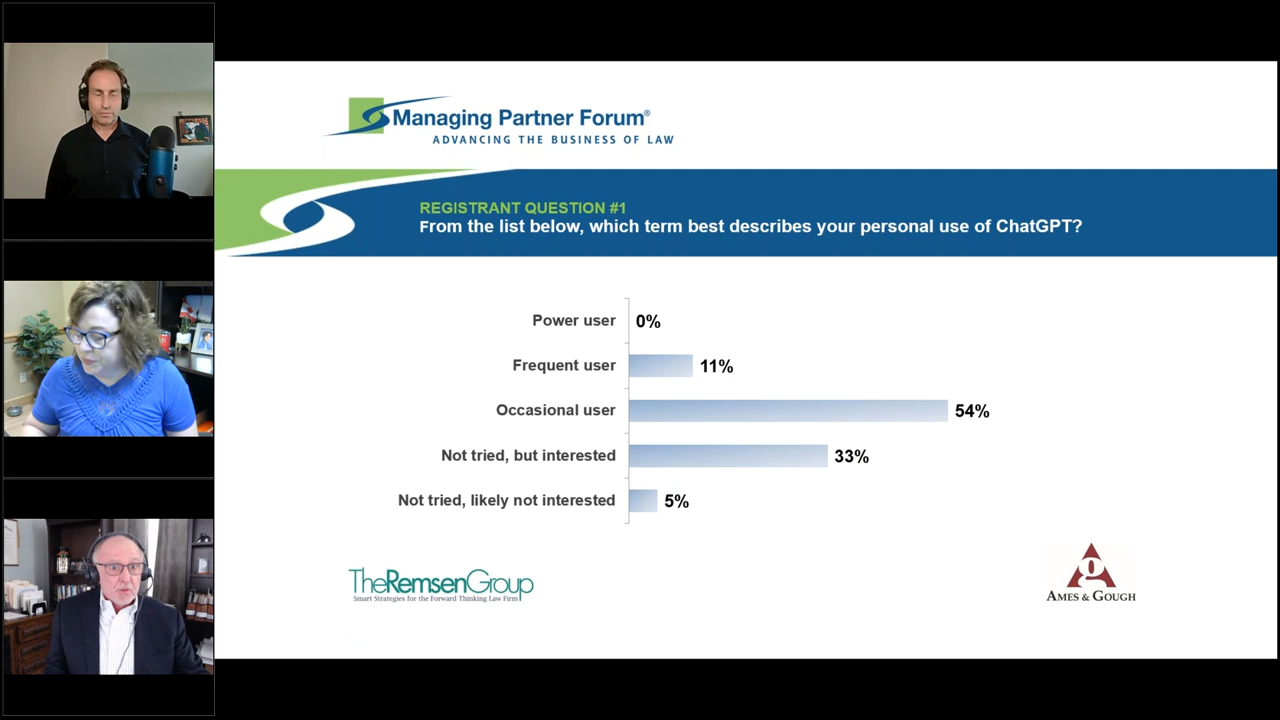 Managing Partner Forum®
ADVANCING THE BUSINESS OF LAW
REGISTRANT QUESTION #1
From the list below, which term best describes your personal use of ChatGPT?
Power user 0%
Frequent user 11%
Occasional user 54%
Not tried, but interested 33%
Not tried, likely not interested 5%
TheRemsenGroup
Smart Strategies for the Forward Thinking Law Firm
AMES & GOUGH